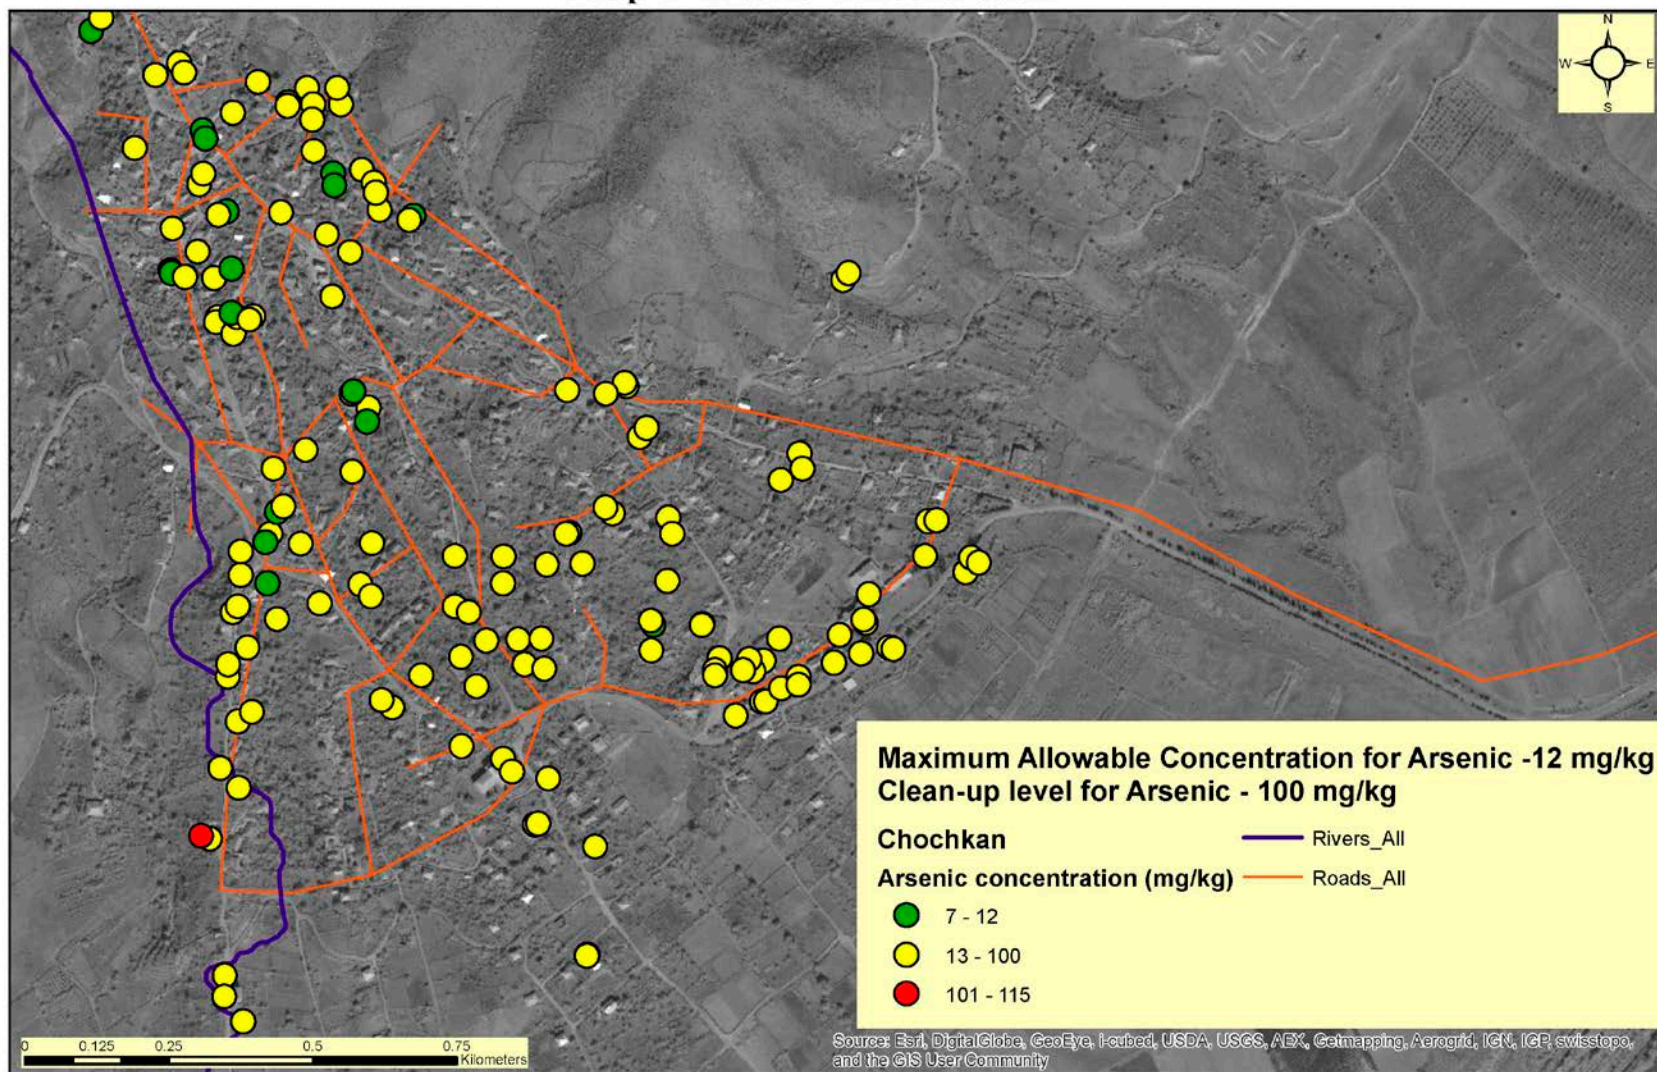 N
W
E
S
Maximum Allowable Concentration for Arsenic -12 mg/kg
Clean-up level for Arsenic - 100 mg/kg
Chochkan
Rivers_All
Arsenic concentration (mg/kg)
Roads_All
7 - 12
13 - 100
101 - 115
0 0.125 0.25 0.5 0.75
Kilometers
Source: Esri, DigitalGlobe, GeoEye, i-cubed, USDA, USGS, AEX, Getmapping, Aerogrid, IGN, IGP, swisstopo,
and the GIS User Community